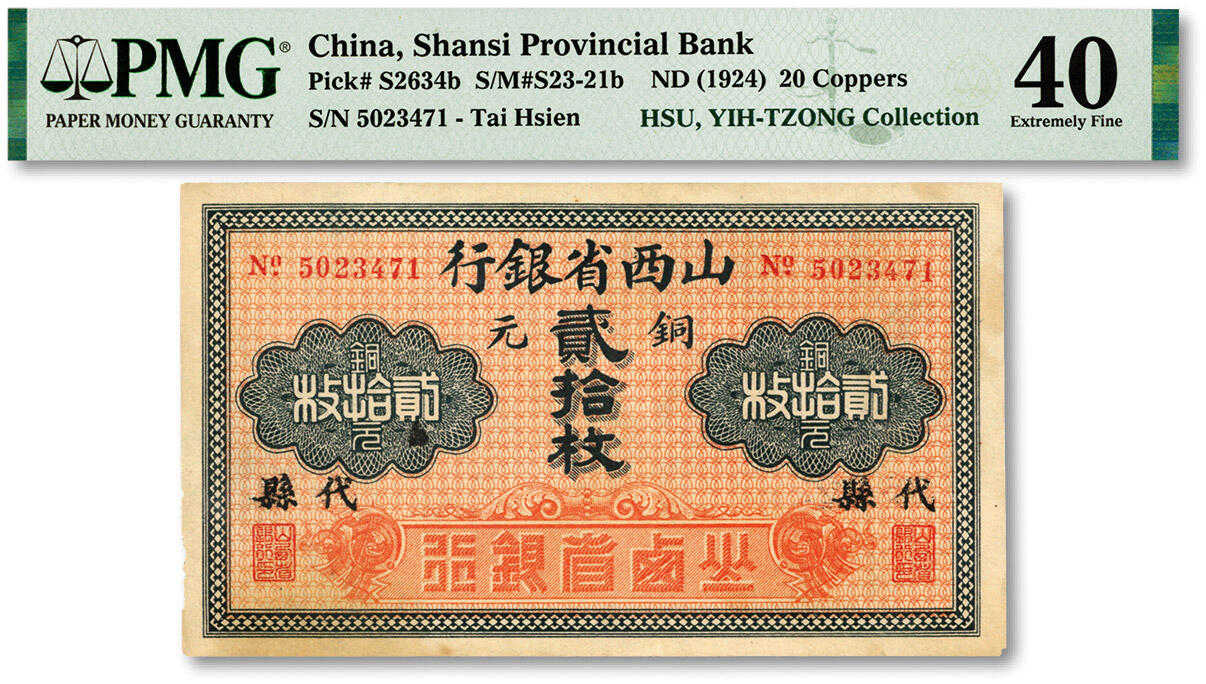 PMG®
PAPER MONEY GUARANTY
China, Shansi Provincial Bank
Pick# S2634b S/M#S23-21b ND (1924) 20 Coppers
S/N 5023471 - Tai Hsien
HSU, YIH-TZONG Collection
40
Extremely Fine
行銀省西山
Nº 5023471
Nº 5023471
元 銅
貳拾枚
銅
枚拾貳
元
銅
枚拾貳
元
縣代
縣代
行銀省西山